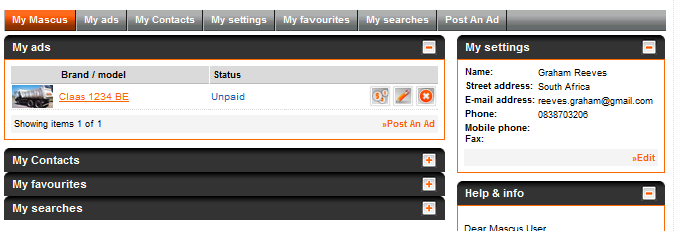 My Mascus My ads My Contacts My settings My favourites My searches Post An Ad
My ads
Brand / model Status
Claas 1234 BE Unpaid
Showing items 1 of 1 »Post An Ad
My Contacts
My favourites
My searches
My settings
Name: Graham Reeves
Street address: South Africa
E-mail address: reeves.graham@gmail.com
Phone: 0838703206
Mobile phone:
Fax:
»Edit
Help & info
Dear Mascus User